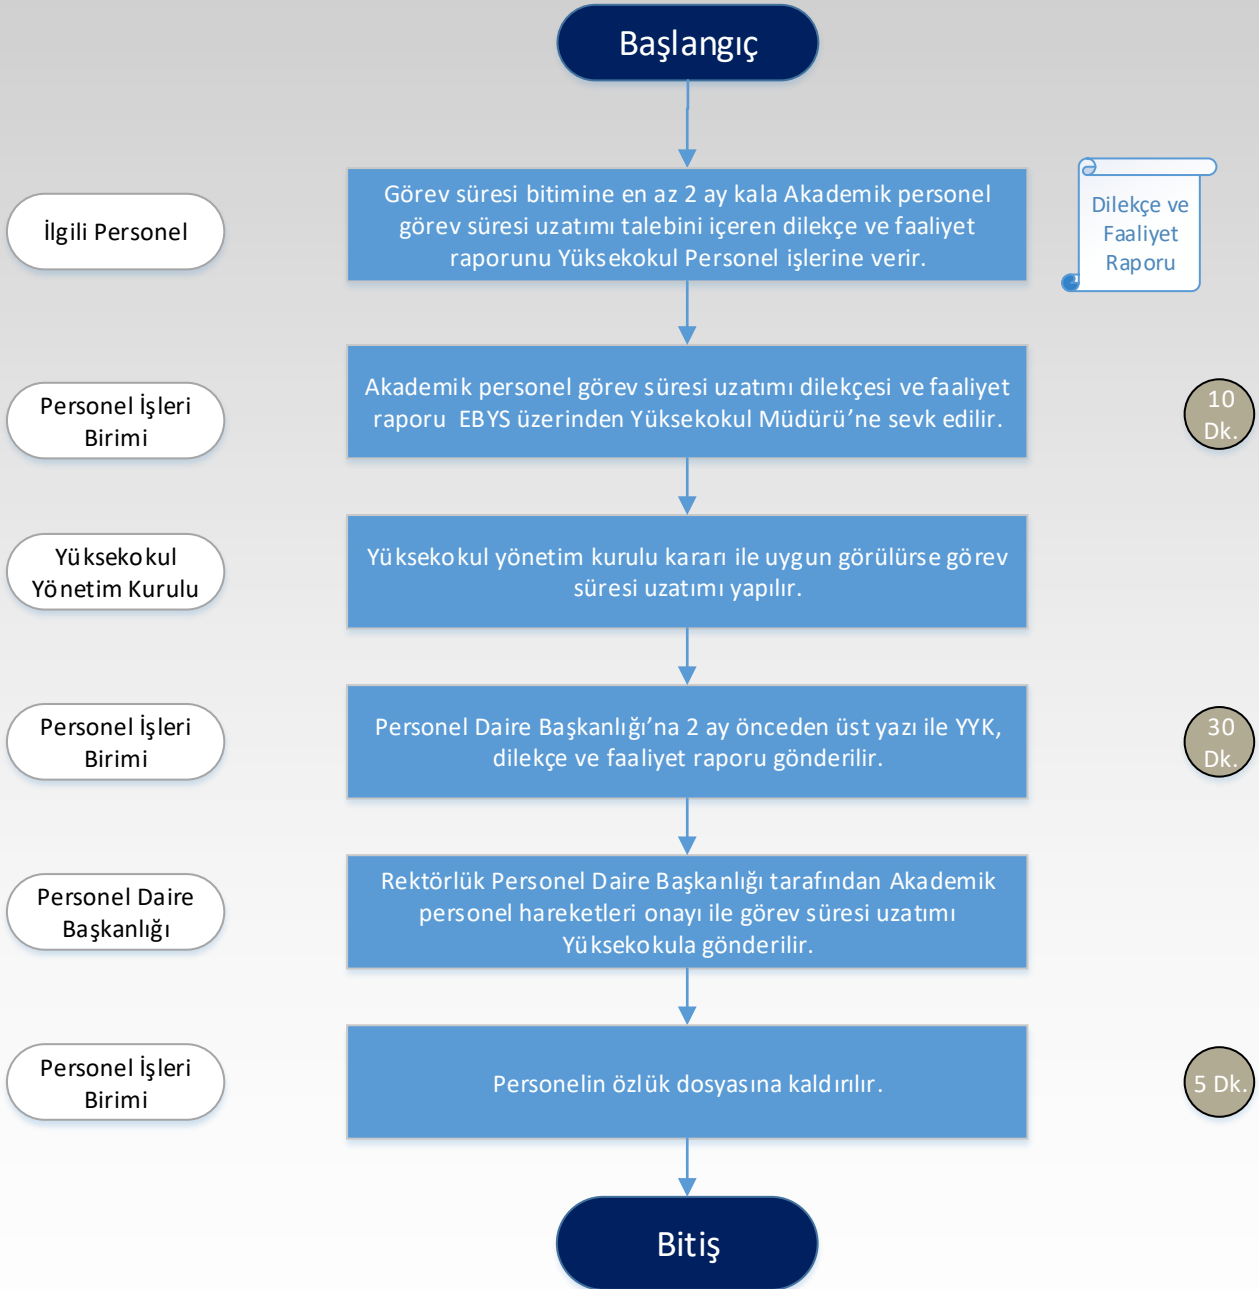 Başlangıç
İlgili Personel
Görev süresi bitimine en az 2 ay kala Akademik personel
görev süresi uzatımı talebini içeren dilekçe ve faaliyet
raporunu Yüksekokul Personel işlerine verir.
Dilekçe ve
Faaliyet
Raporu
Personel İşleri
Birimi
Akademik personel görev süresi uzatımı dilekçesi ve faaliyet
raporu EBYS üzerinden Yüksekokul Müdürü’ne sevk edilir.
10
Dk.
Yüksekokul
Yönetim Kurulu
Yüksekokul yönetim kurulu kararı ile uygun görülürse görev
süresi uzatımı yapılır.
Personel İşleri
Birimi
Personel Daire Başkanlığı’na 2 ay önceden üst yazı ile YYK,
dilekçe ve faaliyet raporu gönderilir.
30
Dk.
Personel Daire
Başkanlığı
Rektörlük Personel Daire Başkanlığı tarafından Akademik
personel hareketleri onayı ile görev süresi uzatımı
Yüksekokula gönderilir.
Personel İşleri
Birimi
Personelin özlük dosyasına kaldırılır.
5 Dk.
Bitiş